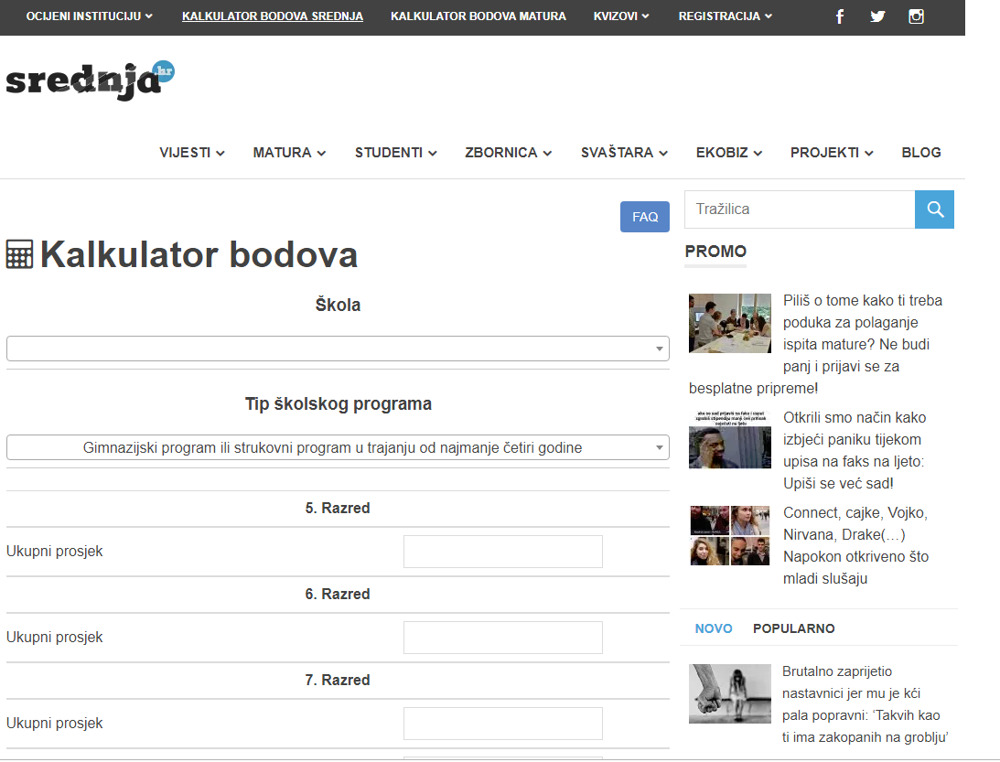 OCIJENI INSTITUCIJU
KALKULATOR BODOVA SREDNJA
KALKULATOR BODOVA MATURA
KVIZOVI
REGISTRACIJA
srednja.hr
VIJESTI
MATURA
STUDENTI
ZBORNICA
SVAŠTARA
EKOBIZ
PROJEKTI
BLOG
FAQ
Kalkulator bodova
Škola
Tip školskog programa
Gimnazijski program ili strukovni program u trajanju od najmanje četiri godine
5. Razred
Ukupni prosjek
6. Razred
Ukupni prosjek
7. Razred
Ukupni prosjek
Tražilica
PROMO
Piliš o tome kako ti treba
poduka za polaganje
ispita mature? Ne budi
panj i prijavi se za
besplatne pripreme!
Otkrili smo način kako
izbjeći paniku tijekom
upisa na faks na ljeto:
Upiši se već sad!
Connect, cajke, Vojko,
Nirvana, Drake(…)
Napokon otkriveno što
mladi slušaju
NOVO
POPULARNO
Brutalno zaprijetio
nastavnici jer mu je kći
pala popravni: ‘Takvih kao
ti ima zakopanih na groblju’